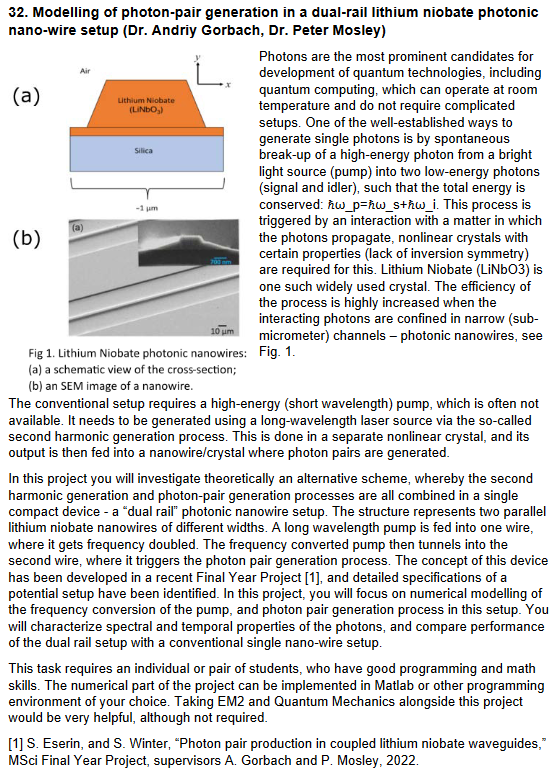 32. Modelling of photon-pair generation in a dual-rail lithium niobate photonic
nano-wire setup (Dr. Andriy Gorbach, Dr. Peter Mosley)
(a)
Air
y
x
Lithium Niobate
(LiNbO3)
Silica
~1 μm
(b)
(a)
700 nm
10 μm
Fig 1. Lithium Niobate photonic nanowires:
(a) a schematic view of the cross-section;
(b) an SEM image of a nanowire.
Photons are the most prominent candidates for
development of quantum technologies, including
quantum computing, which can operate at room
temperature and do not require complicated
setups. One of the well-established ways to
generate single photons is by spontaneous
break-up of a high-energy photon from a bright
light source (pump) into two low-energy photons
(signal and idler), such that the total energy is
conserved: ℏω_p=ℏω_s+ℏω_i. This process is
triggered by an interaction with a matter in which
the photons propagate, nonlinear crystals with
certain properties (lack of inversion symmetry)
are required for this. Lithium Niobate (LiNbO3) is
one such widely used crystal. The efficiency of
the process is highly increased when the
interacting photons are confined in narrow (sub-
micrometer) channels – photonic nanowires, see
Fig. 1.
The conventional setup requires a high-energy (short wavelength) pump, which is often not
available. It needs to be generated using a long-wavelength laser source via the so-called
second harmonic generation process. This is done in a separate nonlinear crystal, and its
output is then fed into a nanowire/crystal where photon pairs are generated.
In this project you will investigate theoretically an alternative scheme, whereby the second
harmonic generation and photon-pair generation processes are all combined in a single
compact device - a “dual rail” photonic nanowire setup. The structure represents two parallel
lithium niobate nanowires of different widths. A long wavelength pump is fed into one wire,
where it gets frequency doubled. The frequency converted pump then tunnels into the
second wire, where it triggers the photon pair generation process. The concept of this device
has been developed in a recent Final Year Project [1], and detailed specifications of a
potential setup have been identified. In this project, you will focus on numerical modelling of
the frequency conversion of the pump, and photon pair generation process in this setup. You
will characterize spectral and temporal properties of the photons, and compare performance
of the dual rail setup with a conventional single nano-wire setup.
This task requires an individual or pair of students, who have good programming and math
skills. The numerical part of the project can be implemented in Matlab or other programming
environment of your choice. Taking EM2 and Quantum Mechanics alongside this project
would be very helpful, although not required.
[1] S. Eserin, and S. Winter, “Photon pair production in coupled lithium niobate waveguides,”
MSci Final Year Project, supervisors A. Gorbach and P. Mosley, 2022.